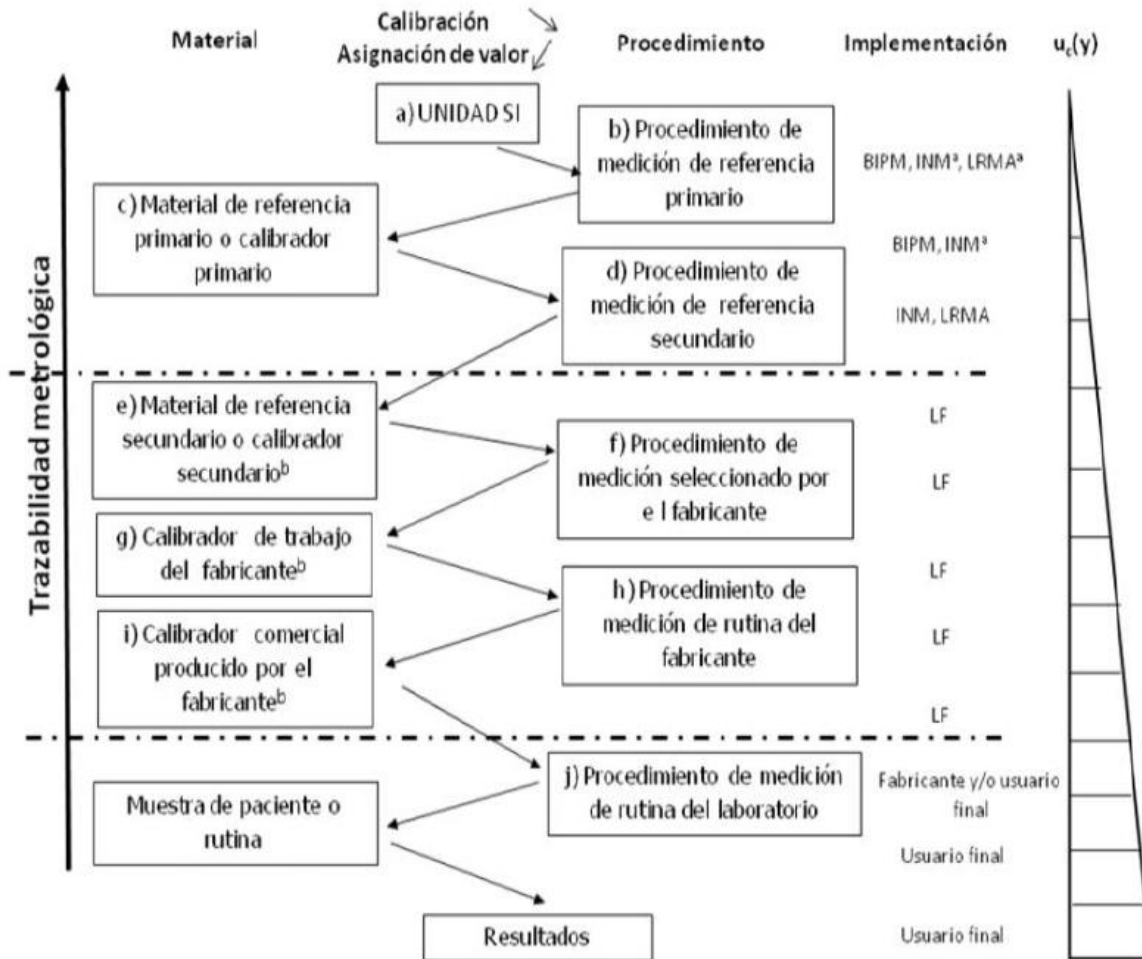 Material
Calibración
Asignación de valor
Procedimiento
Implementación
uc(y)
Trazabilidad metrológica
a) UNIDAD SI
b) Procedimiento de
medición de referencia
primario
BIPM, INMª, LRMAª
c) Material de referencia
primario o calibrador
primario
BIPM, INMª
d) Procedimiento de
medición de referencia
secundario
INM, LRMA
e) Material de referencia
secundario o calibrador
secundarioᵇ
LF
f) Procedimiento de
medición seleccionado por
e l fabricante
LF
g) Calibrador de trabajo
del fabricanteᵇ
LF
h) Procedimiento de
medición de rutina del
fabricante
LF
i) Calibrador comercial
producido por el
fabricanteᵇ
LF
j) Procedimiento de medición
de rutina del laboratorio
Fabricante y/o usuario
final
Muestra de paciente o
rutina
Usuario final
Resultados
Usuario final